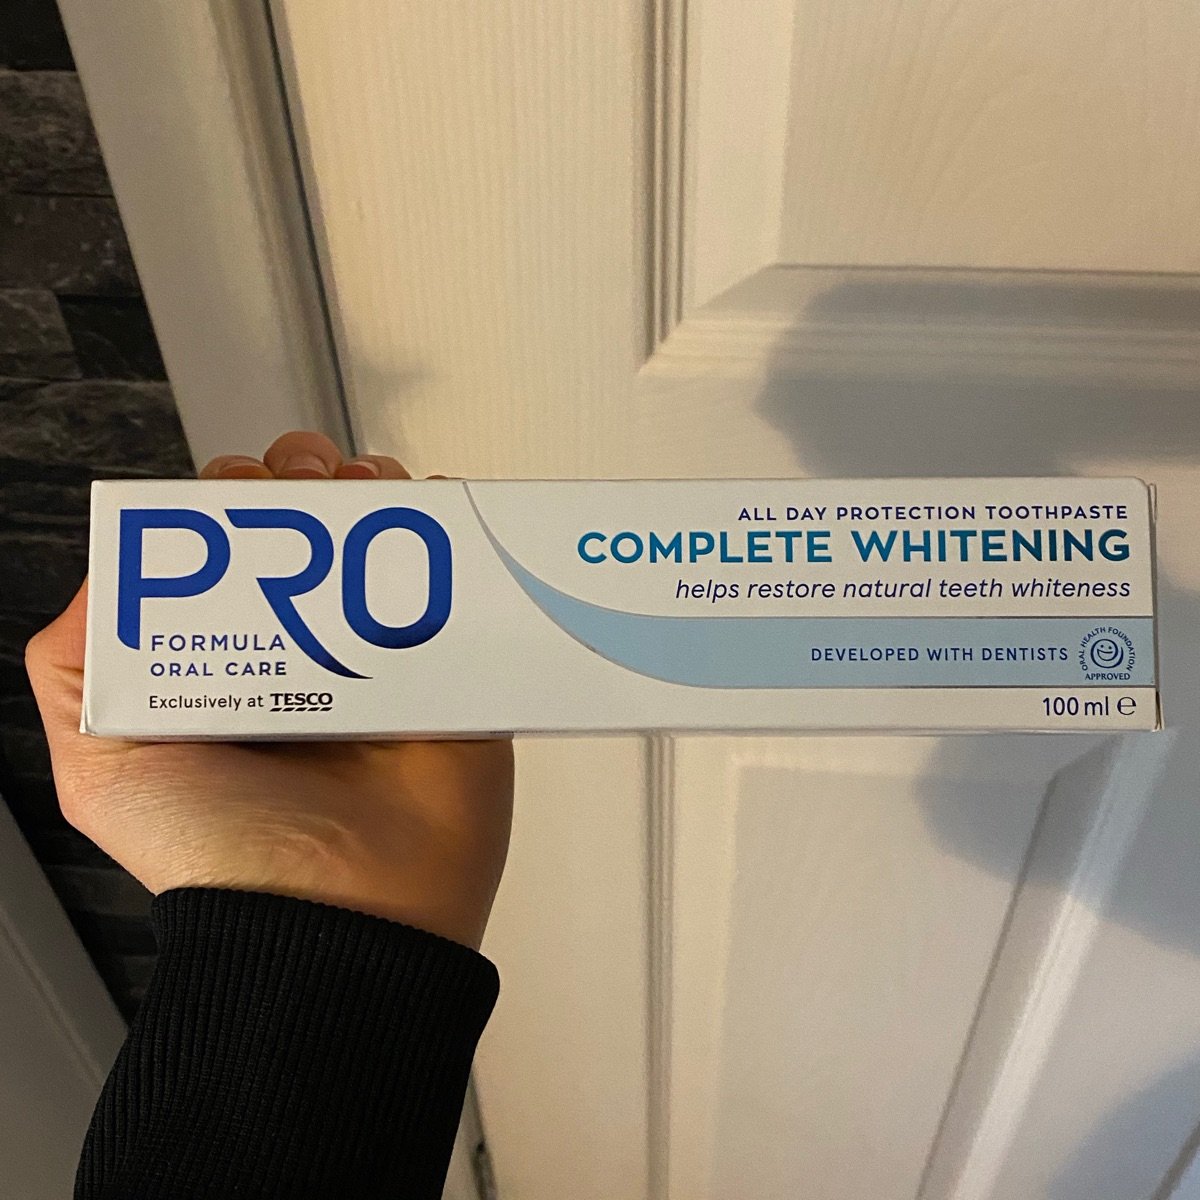 PRO
FORMULA
ORAL CARE
Exclusively at TESCO
ALL DAY PROTECTION TOOTHPASTE
COMPLETE WHITENING
helps restore natural teeth whiteness
DEVELOPED WITH DENTISTS
ORAL HEALTH FOUNDATION
APPROVED
100 ml ℮